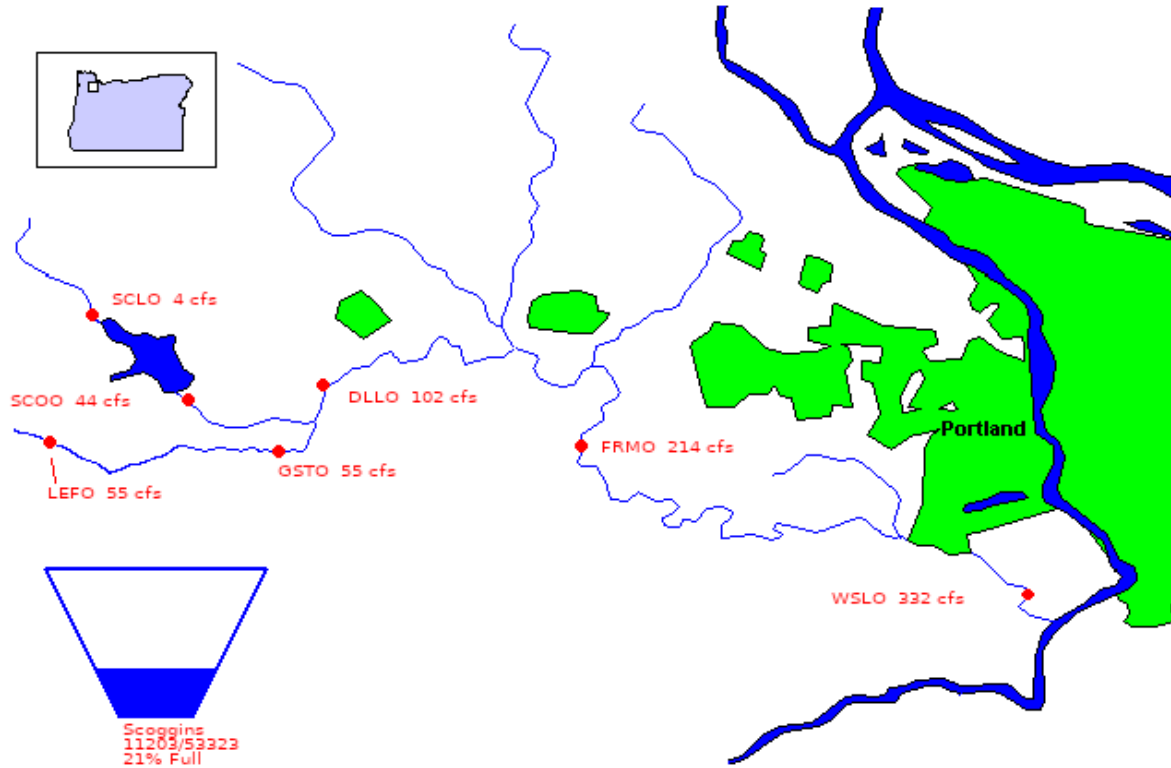 SCLO 4 cfs
SCOO 44 cfs
DLLO 102 cfs
Portland
FRMO 214 cfs
GSTO 55 cfs
LEFO 55 cfs
WSLO 332 cfs
Scoggins
11203/53323
21% Full